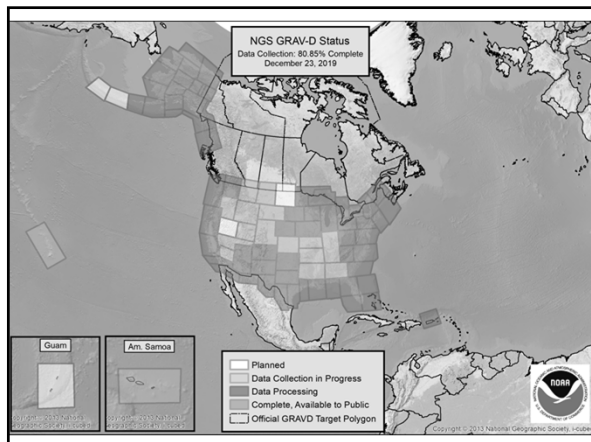 NGS GRAV-D Status
Data Collection: 80.85% Complete
December 23, 2019
Guam
Am. Samoa
Planned
Data Collection in Progress
Data Processing
Complete, Available to Public
Official GRAV-D Target Polygon
NOAA
Copyright © 2013 National Geographic Society, i-cubed